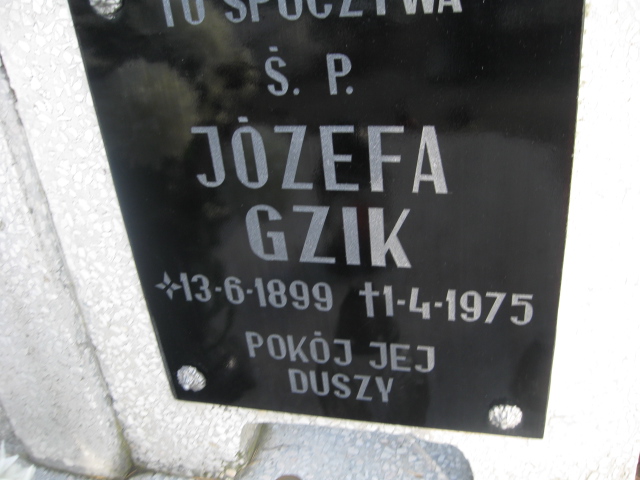 TU SPOCZYWA
Ś. P.
JÓZEFA
GZIK
13-6-1899 †1-4-1975
POKÓJ JEJ
DUSZY